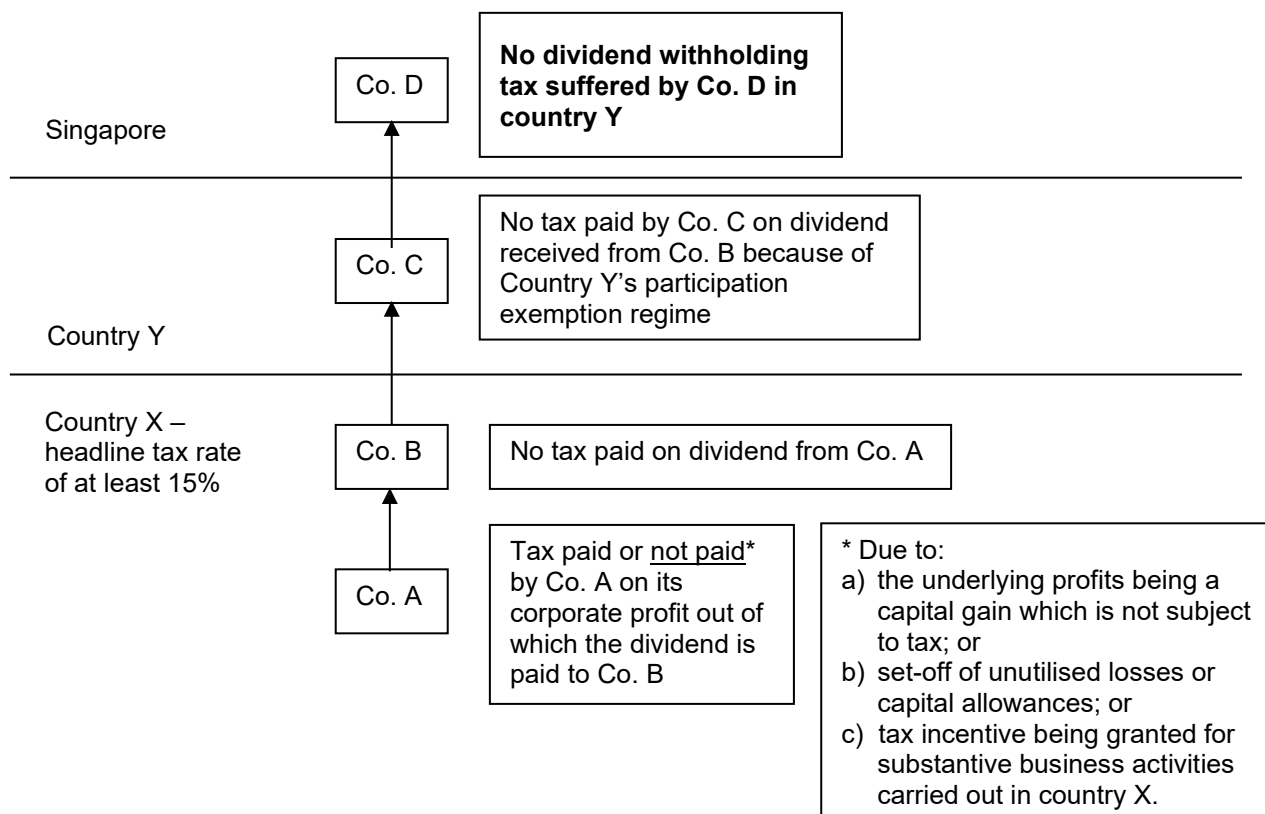 Co. D
No dividend withholding
tax suffered by Co. D in
country Y
Singapore
Co. C
No tax paid by Co. C on dividend
received from Co. B because of
Country Y’s participation
exemption regime
Country Y
Country X –
headline tax rate
of at least 15%
Co. B
No tax paid on dividend from Co. A
Co. A
Tax paid or not paid*
by Co. A on its
corporate profit out of
which the dividend is
paid to Co. B
* Due to:
a) the underlying profits being a
capital gain which is not subject
to tax; or
b) set-off of unutilised losses or
capital allowances; or
c) tax incentive being granted for
substantive business activities
carried out in country X.